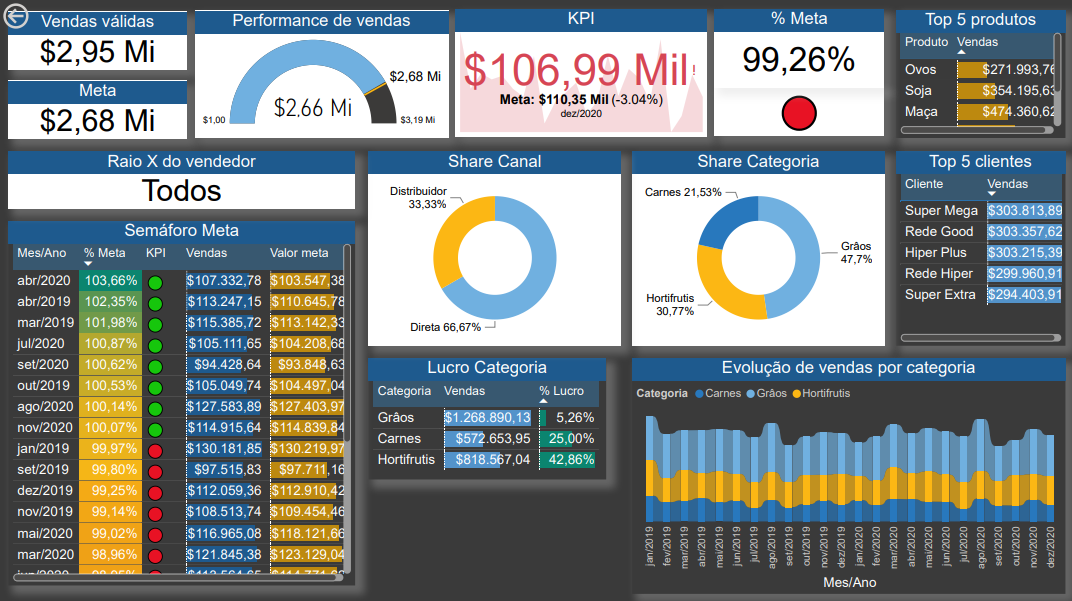 Vendas válidas
$2,95 Mi
Meta
$2,68 Mi
Performance de vendas
$2,68 Mi
$2,66 Mi
$1,00
$3,19 Mi
KPI
$106,99 Mil!
Meta: $110,35 Mil (-3.04%)
dez/2020
% Meta
99,26%
Top 5 produtos
Produto Vendas
Ovos $271.993,76
Soja $354.195,63
Maça $474.360,62
Raio X do vendedor
Todos
Semáforo Meta
Mes/Ano % Meta KPI Vendas Valor meta
abr/2020 103,66% $107.332,78 $103.547,38
abr/2019 102,35% $113.247,15 $110.645,78
mar/2019 101,98% $115.385,72 $113.142,33
jul/2020 100,87% $105.111,65 $104.208,68
set/2020 100,62% $94.428,64 $93.848,63
out/2019 100,53% $105.049,74 $104.497,04
ago/2020 100,14% $127.583,89 $127.403,97
nov/2020 100,07% $114.915,64 $114.839,84
jan/2019 99,97% $130.181,85 $130.219,97
set/2019 99,80% $97.515,83 $97.711,16
dez/2019 99,25% $112.059,36 $112.910,42
nov/2019 99,14% $108.513,74 $109.454,46
mai/2020 99,02% $116.965,08 $118.121,66
mar/2020 98,96% $121.845,38 $123.129,04
Share Canal
Distribuidor
33,33%
Direta 66,67%
Share Categoria
Carnes 21,53%
Grãos
47,7%
Hortifrutis
30,77%
Top 5 clientes
Cliente Vendas
Super Mega $303.813,89
Rede Good $303.357,62
Hiper Plus $303.215,39
Rede Hiper $299.960,91
Super Extra $294.403,91
Lucro Categoria
Categoria Vendas % Lucro
Grãos $1.268.890,13 5,26%
Carnes $572.653,95 25,00%
Hortifrutis $818.567,04 42,86%
Evolução de vendas por categoria
Categoria Carnes Grãos Hortifrutis
jan/2019 fev/2019 mar/2019 abr/2019 mai/2019 jun/2019 jul/2019 ago/2019 set/2019 out/2019 nov/2019 dez/2019 jan/2020 fev/2020 mar/2020 abr/2020 mai/2020 jun/2020 jul/2020 ago/2020 set/2020 out/2020 nov/2020 dez/2020
Mes/Ano